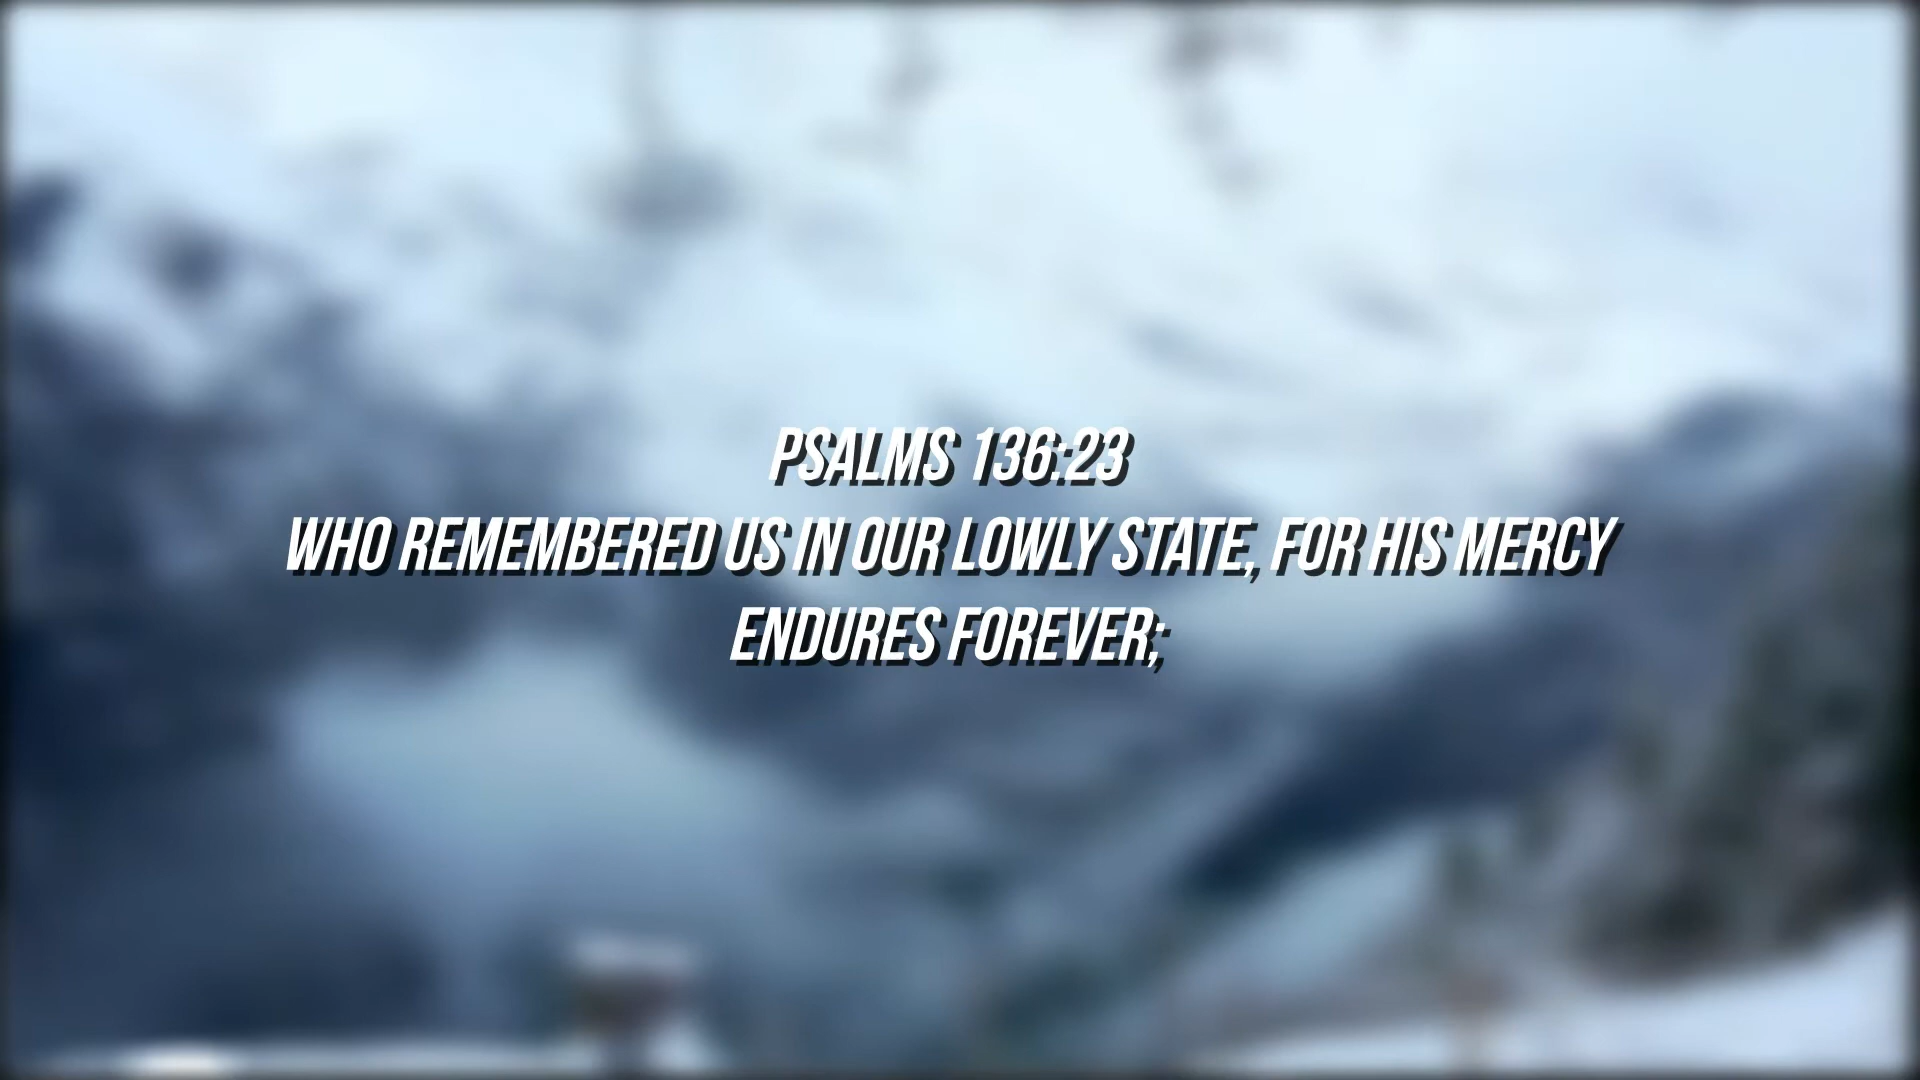 PSALMS 136:23
WHO REMEMBERED US IN OUR LOWLY STATE, FOR HIS MERCY
ENDURES FOREVER;